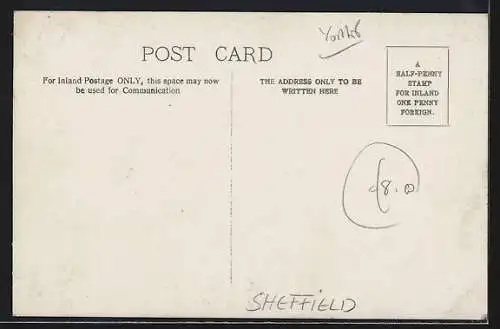 Yorks
POST CARD
For Inland Postage ONLY, this space may now
be used for Communication
THE ADDRESS ONLY TO BE
WRITTEN HERE
A
HALF-PENNY
STAMP
FOR INLAND
ONE PENNY
FOREIGN.
£8.00
SHEFFIELD